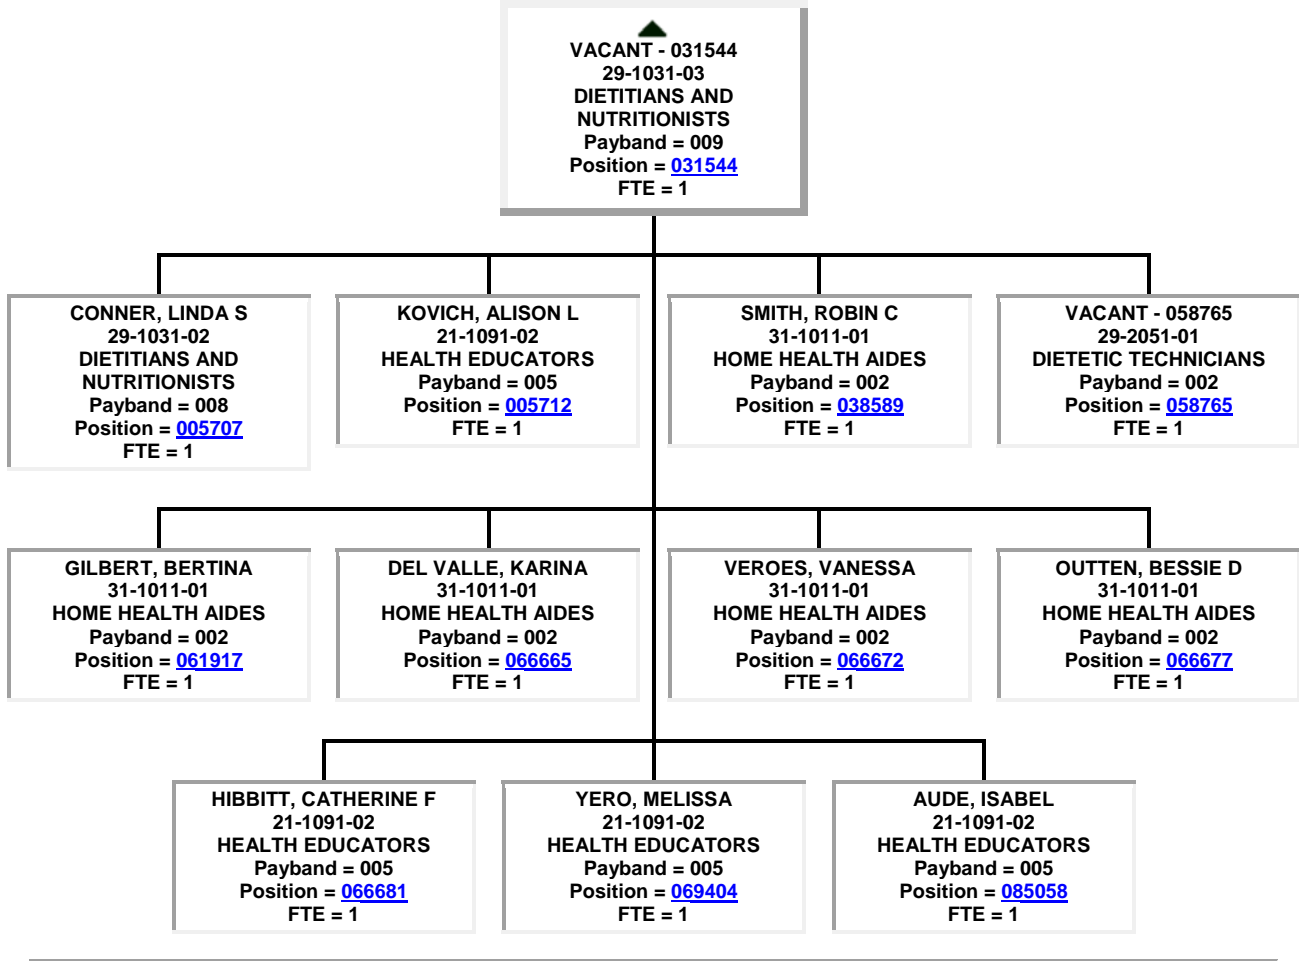 VACANT - 031544
29-1031-03
DIETITIANS AND
NUTRITIONISTS
Payband = 009
Position = 031544
FTE = 1
CONNER, LINDA S
29-1031-02
DIETITIANS AND
NUTRITIONISTS
Payband = 008
Position = 005707
FTE = 1
KOVICH, ALISON L
21-1091-02
HEALTH EDUCATORS
Payband = 005
Position = 005712
FTE = 1
SMITH, ROBIN C
31-1011-01
HOME HEALTH AIDES
Payband = 002
Position = 038589
FTE = 1
VACANT - 058765
29-2051-01
DIETETIC TECHNICIANS
Payband = 002
Position = 058765
FTE = 1
GILBERT, BERTINA
31-1011-01
HOME HEALTH AIDES
Payband = 002
Position = 061917
FTE = 1
DEL VALLE, KARINA
31-1011-01
HOME HEALTH AIDES
Payband = 002
Position = 066665
FTE = 1
VEROES, VANESSA
31-1011-01
HOME HEALTH AIDES
Payband = 002
Position = 066672
FTE = 1
OUTTEN, BESSIE D
31-1011-01
HOME HEALTH AIDES
Payband = 002
Position = 066677
FTE = 1
HIBBITT, CATHERINE F
21-1091-02
HEALTH EDUCATORS
Payband = 005
Position = 066681
FTE = 1
YERO, MELISSA
21-1091-02
HEALTH EDUCATORS
Payband = 005
Position = 069404
FTE = 1
AUDE, ISABEL
21-1091-02
HEALTH EDUCATORS
Payband = 005
Position = 085058
FTE = 1